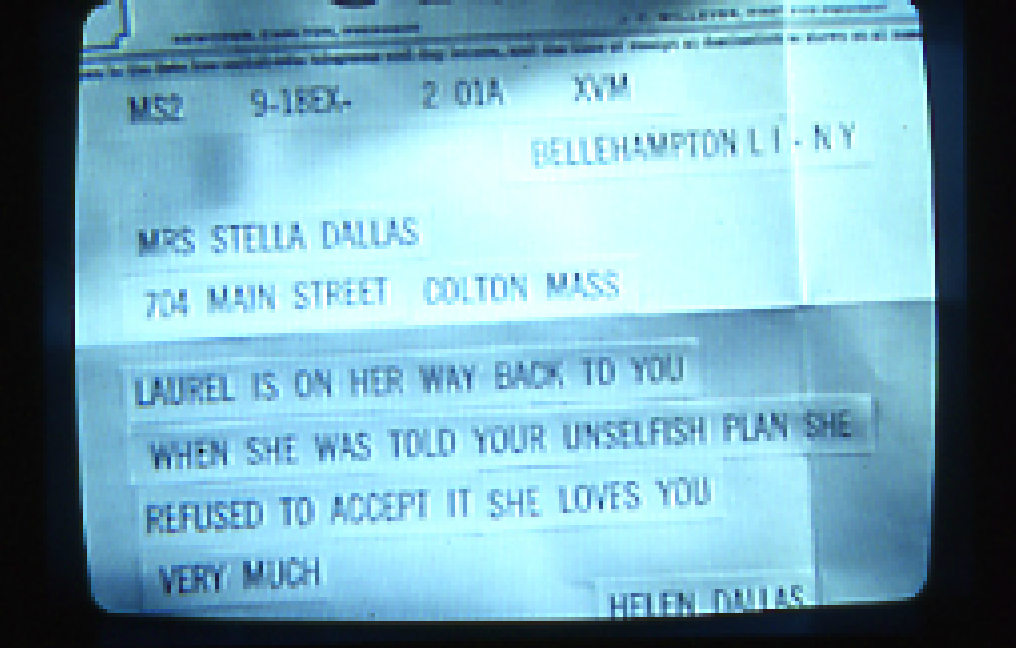 MS2 9-18EX- 2 01A XVM
BELLEHAMPTON L I - N Y
MRS STELLA DALLAS
704 MAIN STREET COLTON MASS
LAUREL IS ON HER WAY BACK TO YOU
WHEN SHE WAS TOLD YOUR UNSELFISH PLAN SHE
REFUSED TO ACCEPT IT SHE LOVES YOU
VERY MUCH
HELEN DALLAS